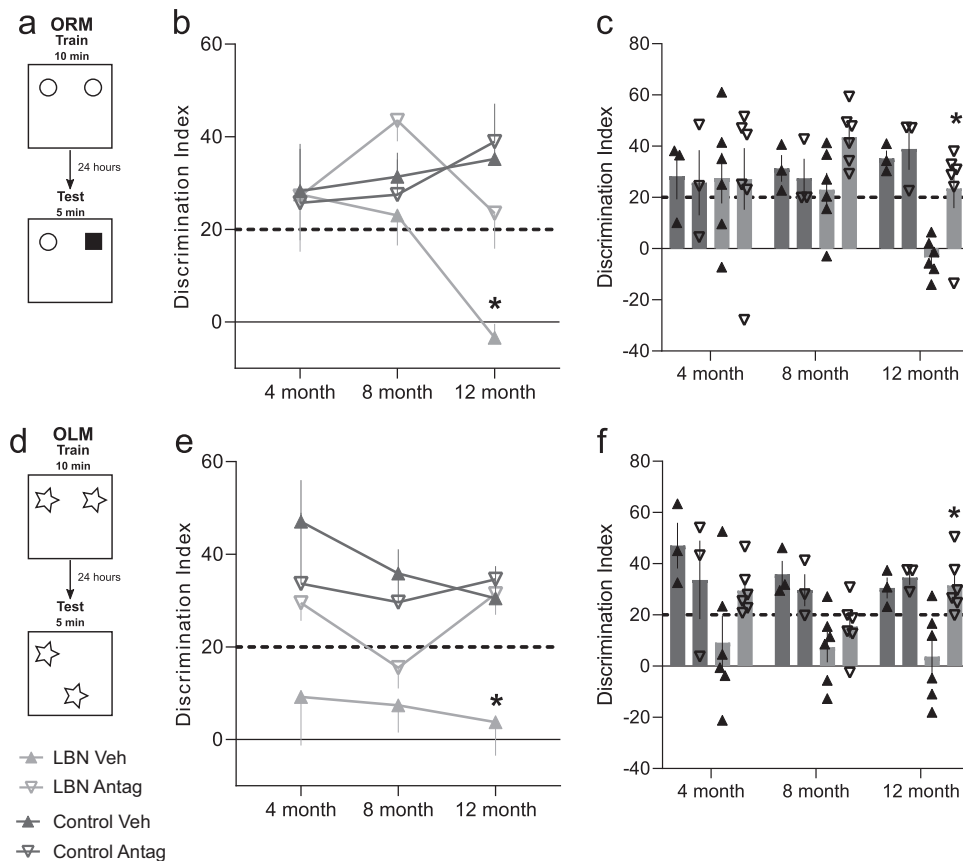 a
ORM
Train
10 min
24 hours
Test
5 min
b
Discrimination Index
60
40
20
0
*
4 month 8 month 12 month
c
Discrimination Index
80
60
40
20
0
-20
-40
*
4 month 8 month 12 month
d
OLM
Train
10 min
24 hours
Test
5 min
e
Discrimination Index
60
40
20
0
*
4 month 8 month 12 month
f
Discrimination Index
80
60
40
20
0
-20
-40
*
4 month 8 month 12 month
LBN Veh
LBN Antag
Control Veh
Control Antag